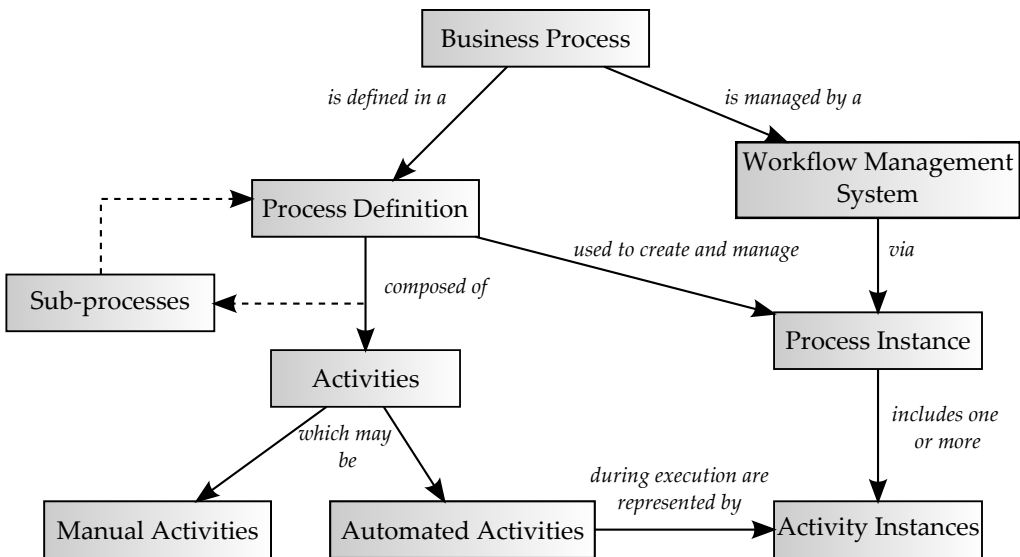 Business Process
is defined in a
is managed by a
Workflow Management
System
Process Definition
used to create and manage
via
Sub-processes
composed of
Process Instance
Activities
which may
be
includes one
or more
during execution are
represented by
Manual Activities
Automated Activities
Activity Instances